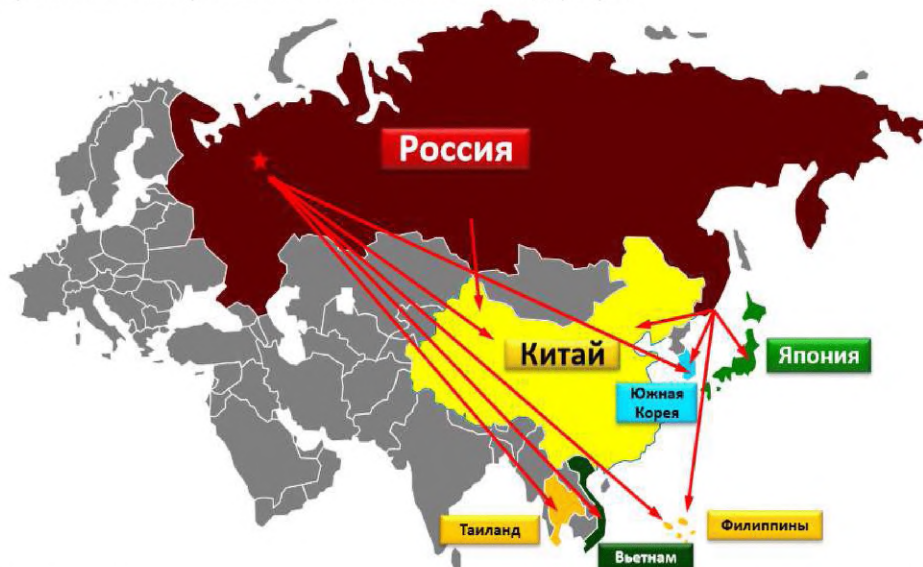 Россия
Китай
Япония
Южная
Корея
Таиланд
Филиппины
Вьетнам